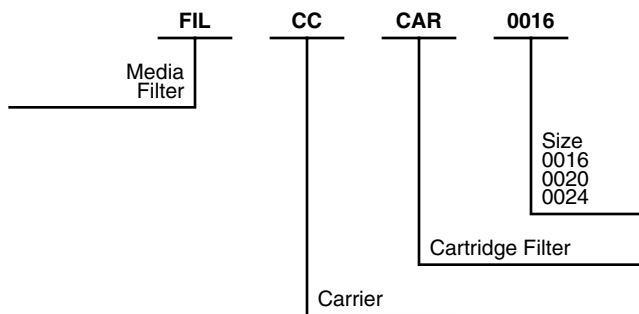 FIL CC CAR 0016
Media
Filter
Size
0016
0020
0024
Cartridge Filter
Carrier